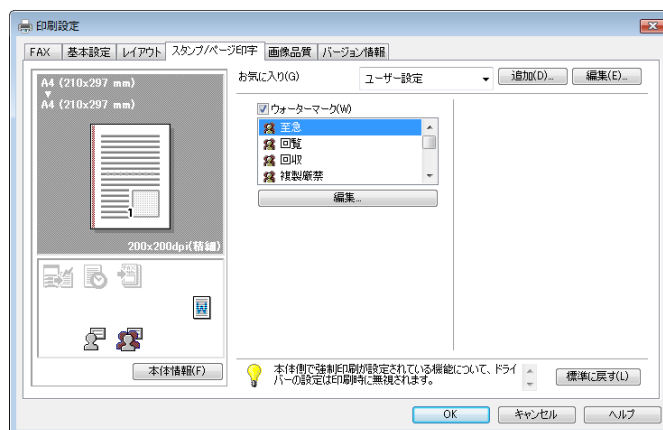 印刷設定
FAX
基本設定
レイアウト
スタンプ/ページ印字
画像品質
バージョン情報
A4 (210x297 mm)
A4 (210x297 mm)
1
200x200dpi(精細)
本体情報(F)
お気に入り(G)
ユーザー設定
追加(D)...
編集(E)...
ウォーターマーク(W)
至急
回覧
回収
複製厳禁
編集...
本体側で強制印刷が設定されている機能について、ドライ
バーの設定は印刷時に無視されます。
標準に戻す(L)
OK
キャンセル
ヘルプ